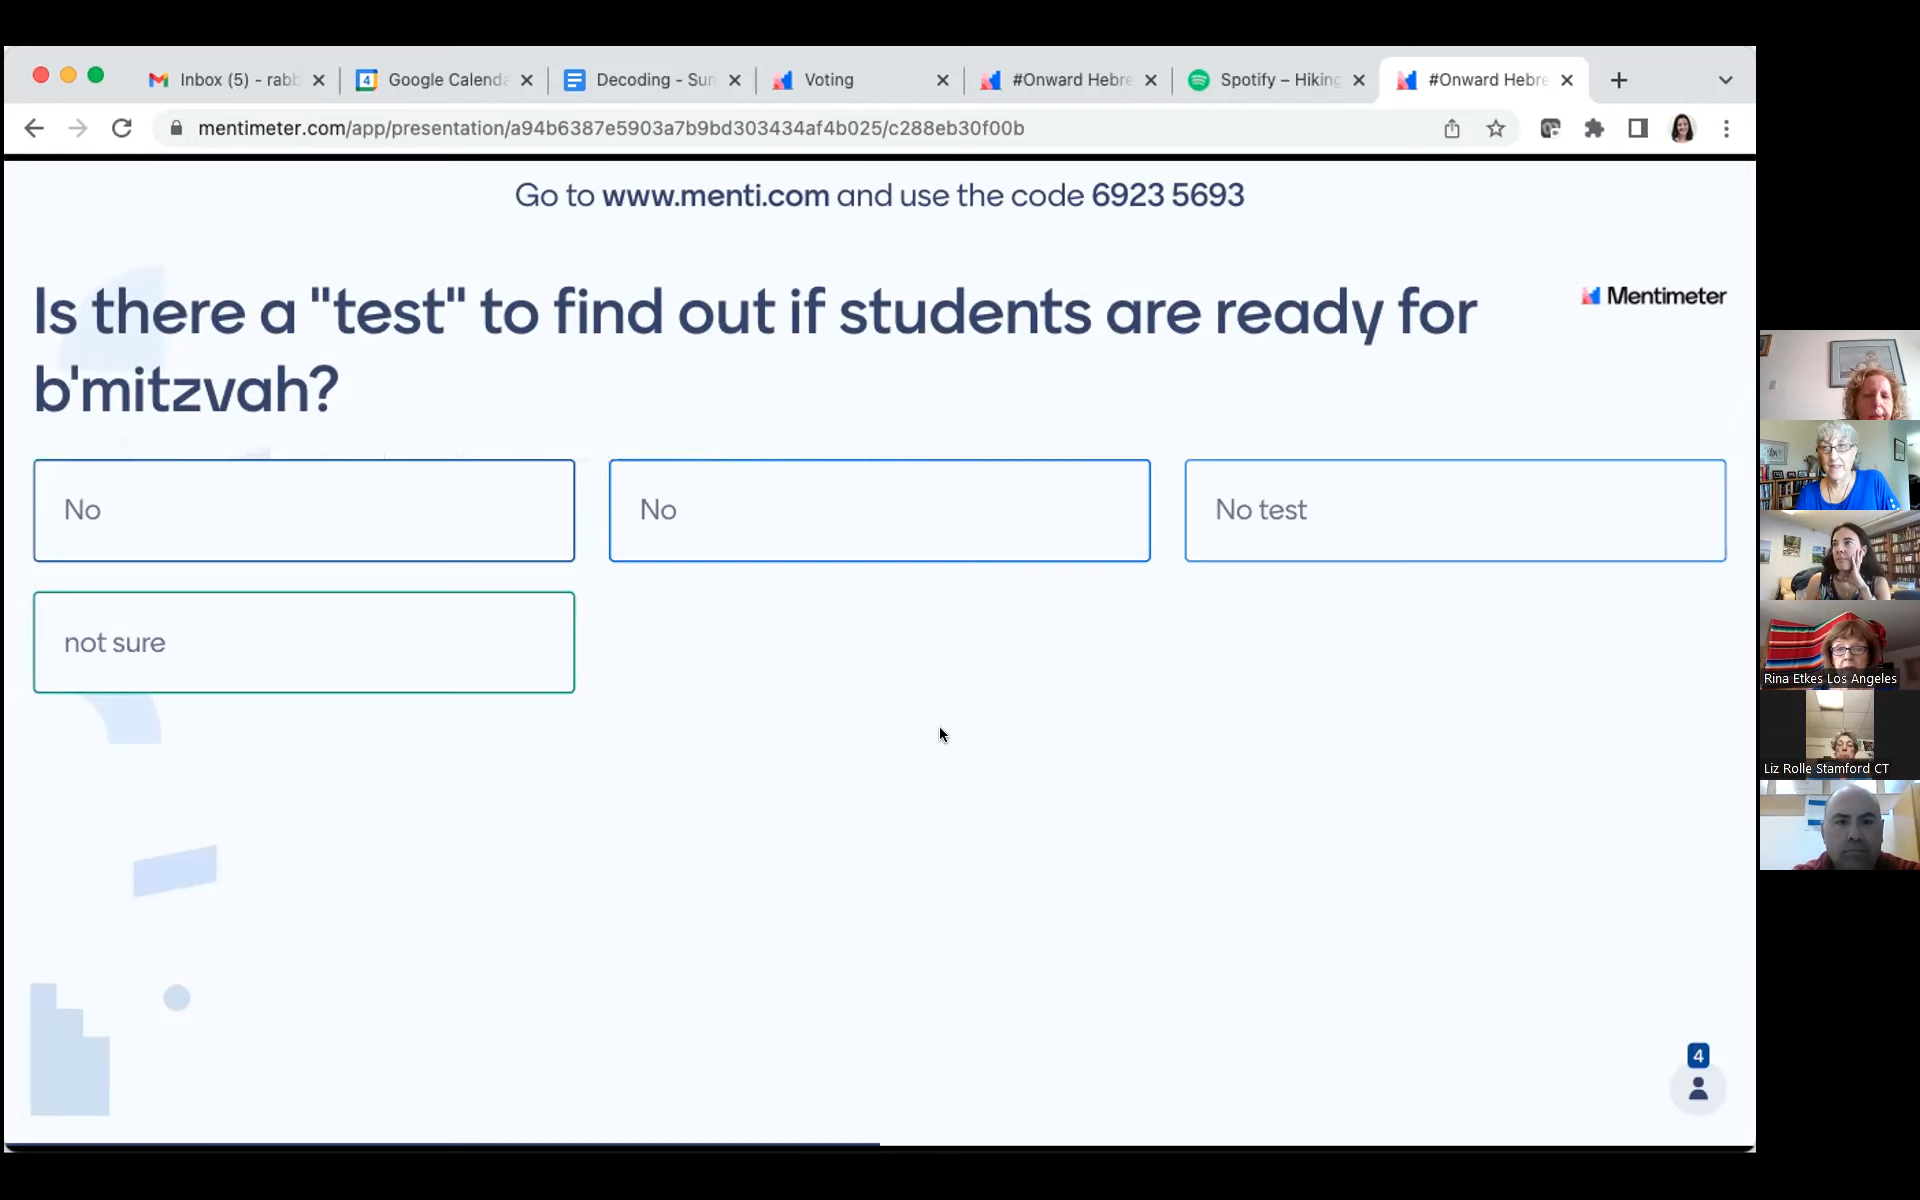 Inbox (5) - rabb
Google Calenda
Decoding - Sun
Voting
#Onward Hebre
Spotify – Hiking
#Onward Hebre
mentimeter.com/app/presentation/a94b6387e5903a7b9bd303434af4b025/c288eb30f00b
Go to www.menti.com and use the code 6923 5693
Is there a "test" to find out if students are ready for
b'mitzvah?
Mentimeter
No
No
No test
not sure
4
Rina Etkes Los Angeles
Liz Rolle Stamford CT